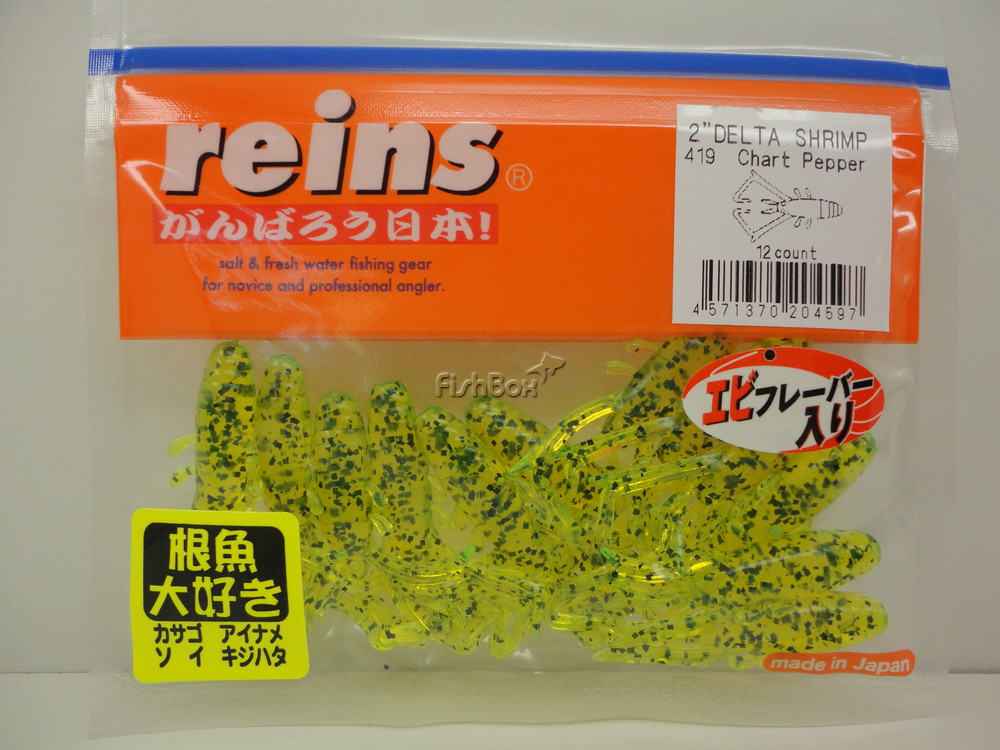 reins®
がんばろう日本!
salt & fresh water fishing gear
for novice and professional angler.
2"DELTA SHRIMP
419 Chart Pepper
12count
4 571370 204597
FishBox
エビフレーバー
入り
根魚
大好き
カサゴ アイナメ
ソイ キジハタ
made in Japan